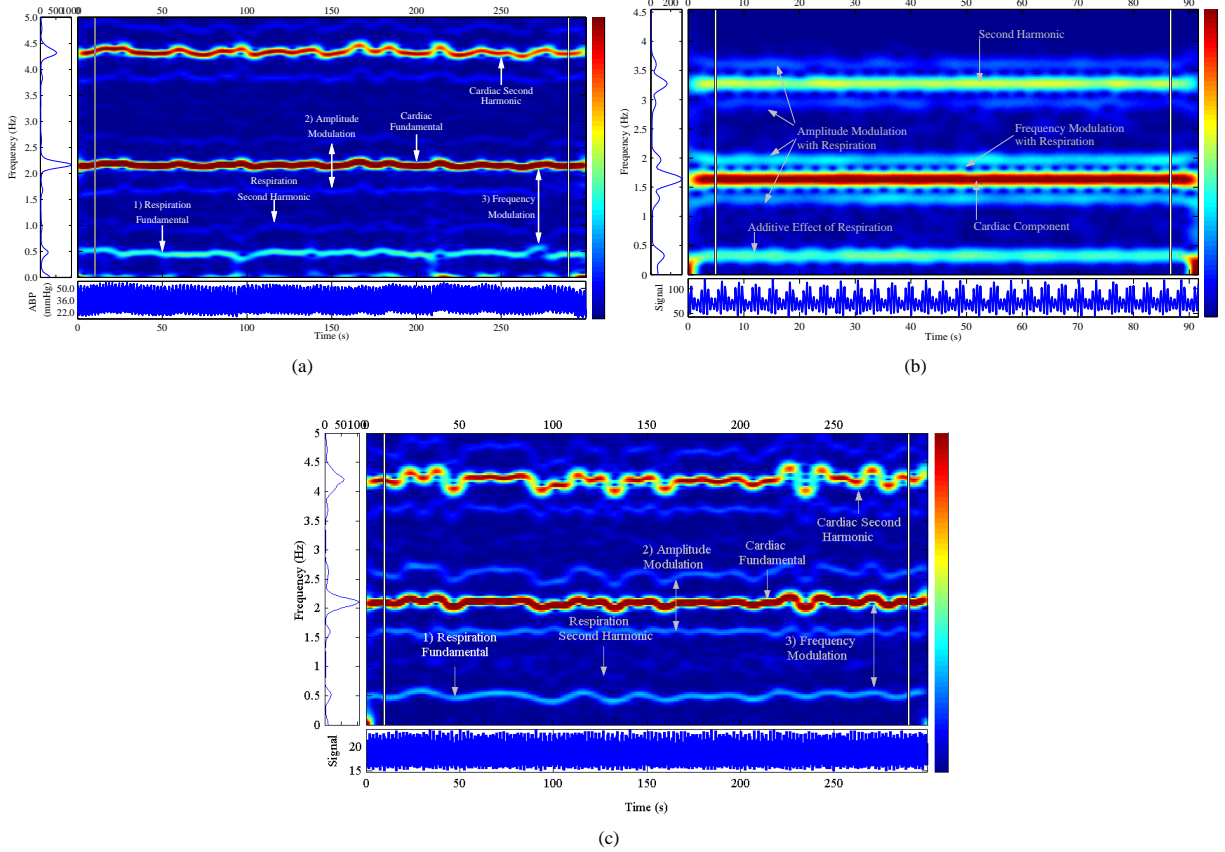 0 500 1000 0 50 100 150 200 250
5.0
4.5
4.0
3.5
3.0
2.5
2.0
1.5
1.0
0.5
0.0
Frequency (Hz)
Cardiac Second
Harmonic
2) Amplitude
Modulation
Cardiac
Fundamental
Respiration
Second Harmonic
1) Respiration
Fundamental
3) Frequency
Modulation
ABP
(mmHg)
50.0
36.0
22.0
0 50 100 150 200 250
Time (s)
(a)
0 200 0 10 20 30 40 50 60 70 80 90
4.5
4
3.5
3
2.5
2
1.5
1
0.5
0
Frequency (Hz)
Second Harmonic
Amplitude Modulation
with Respiration
Frequency Modulation
with Respiration
Additive Effect of Respiration
Cardiac Component
Signal
100
50
0 10 20 30 40 50 60 70 80 90
Time (s)
(b)
0 50 100 0 50 100 150 200 250
5
4.5
4
3.5
3
2.5
2
1.5
1
0.5
0
Frequency (Hz)
Cardiac Second
Harmonic
2) Amplitude
Modulation
Cardiac
Fundamental
Respiration
Second Harmonic
1) Respiration
Fundamental
3) Frequency
Modulation
Signal
20
15
0 50 100 150 200 250
Time (s)
(c)